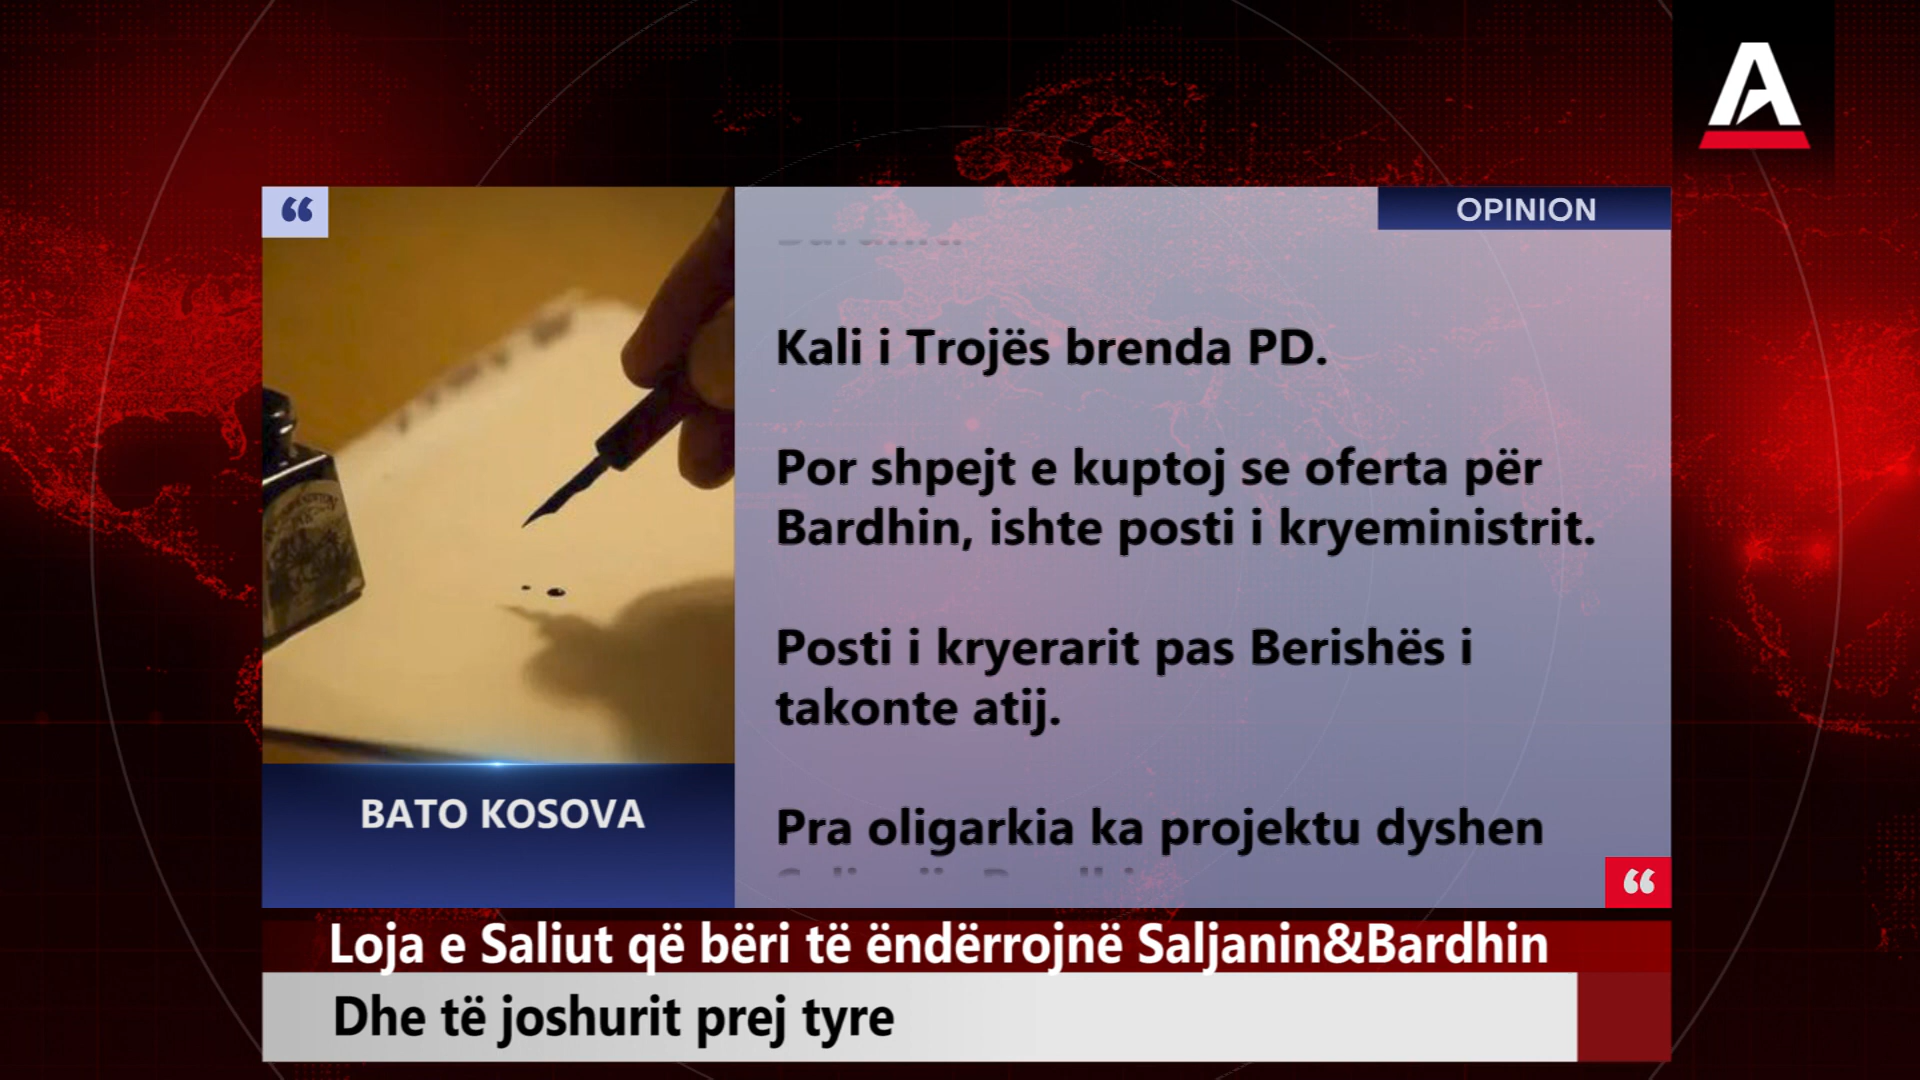 OPINION
Kali i Trojës brenda PD.
Por shpejt e kuptoj se oferta për
Bardhin, ishte posti i kryeministrit.
Posti i kryerarit pas Berishës i
takonte atij.
Pra oligarkia ka projektu dyshen
BATO KOSOVA
Loja e Saliut që bëri të ëndërrojnë Saljanin&Bardhin
Dhe të joshurit prej tyre